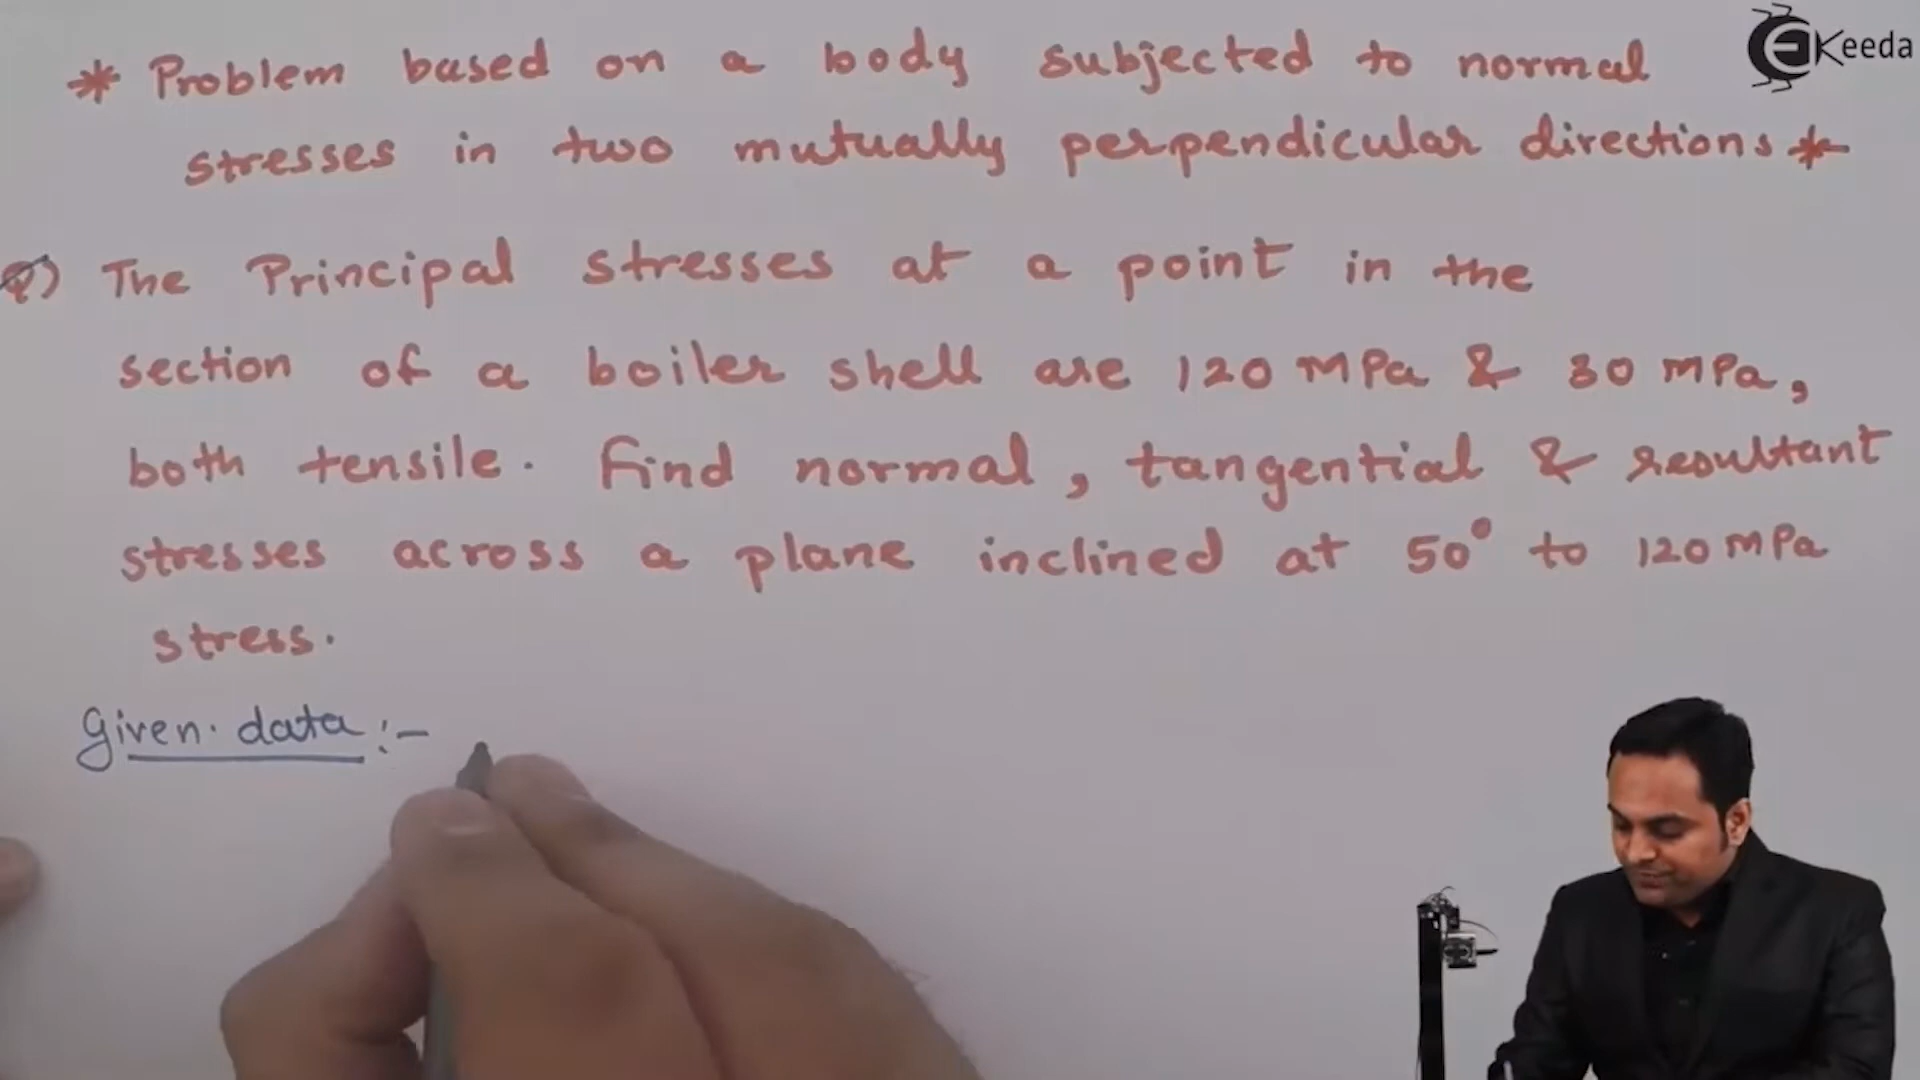 * Problem based on a body subjected to normal
stresses in two mutually perpendicular directions *
Q) The Principal stresses at a point in the
section of a boiler shell are 120 MPa & 30 MPa,
both tensile. Find normal, tangential & resultant
stresses across a plane inclined at 50° to 120 MPa
stress.
Given data :-
Keeda